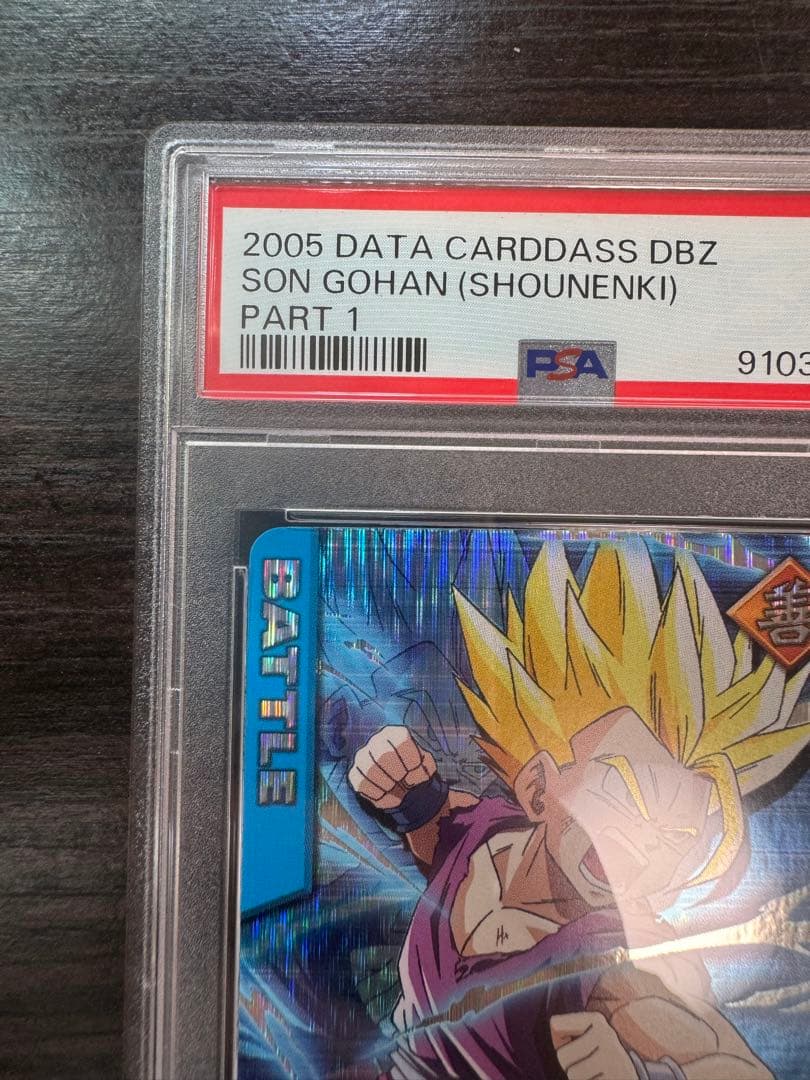 2005 DATA CARDDASS DBZ
SON GOHAN (SHOUNENKI)
PART 1
PSA
9103
善
BATTLE